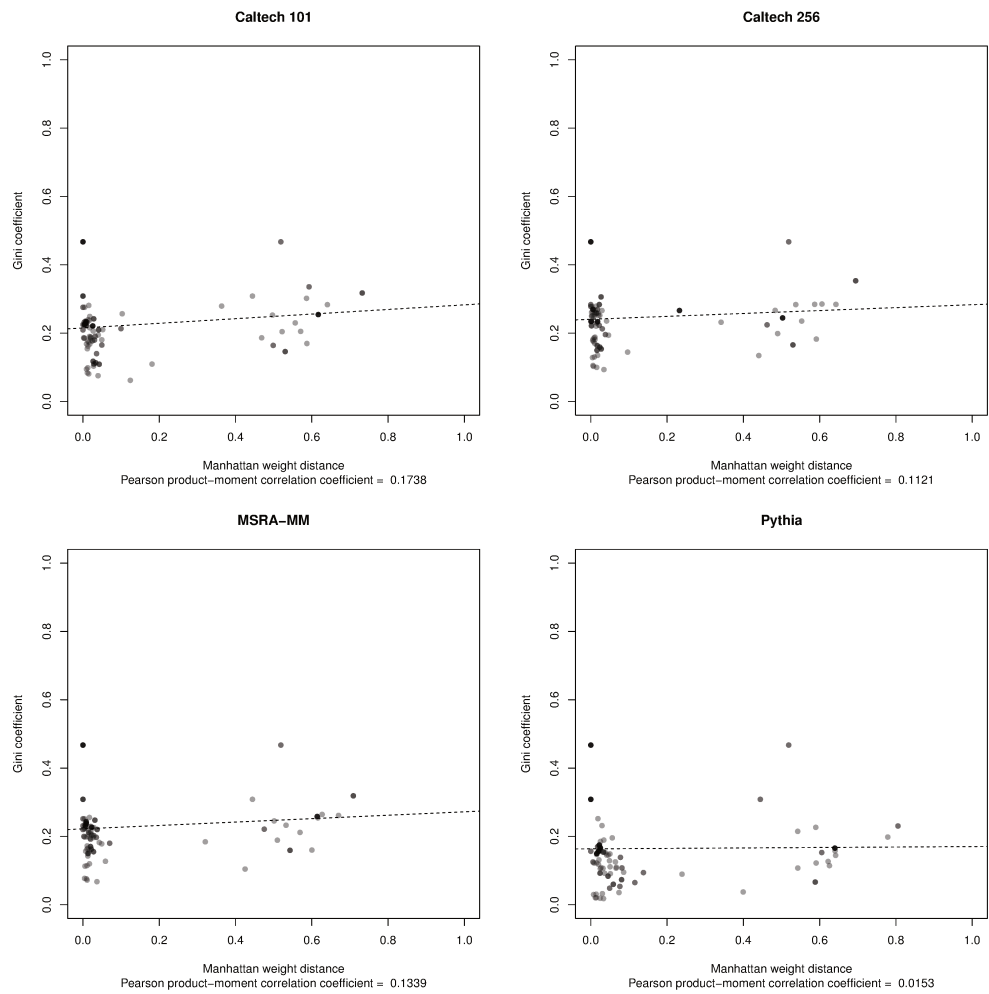 Caltech 101
1.0
0.8
0.6
0.4
0.2
0.0
Gini coefficient
0.0 0.2 0.4 0.6 0.8 1.0
Manhattan weight distance
Pearson product−moment correlation coefficient = 0.1738
Caltech 256
1.0
0.8
0.6
0.4
0.2
0.0
Gini coefficient
0.0 0.2 0.4 0.6 0.8 1.0
Manhattan weight distance
Pearson product−moment correlation coefficient = 0.1121
MSRA−MM
1.0
0.8
0.6
0.4
0.2
0.0
Gini coefficient
0.0 0.2 0.4 0.6 0.8 1.0
Manhattan weight distance
Pearson product−moment correlation coefficient = 0.1339
Pythia
1.0
0.8
0.6
0.4
0.2
0.0
Gini coefficient
0.0 0.2 0.4 0.6 0.8 1.0
Manhattan weight distance
Pearson product−moment correlation coefficient = 0.0153